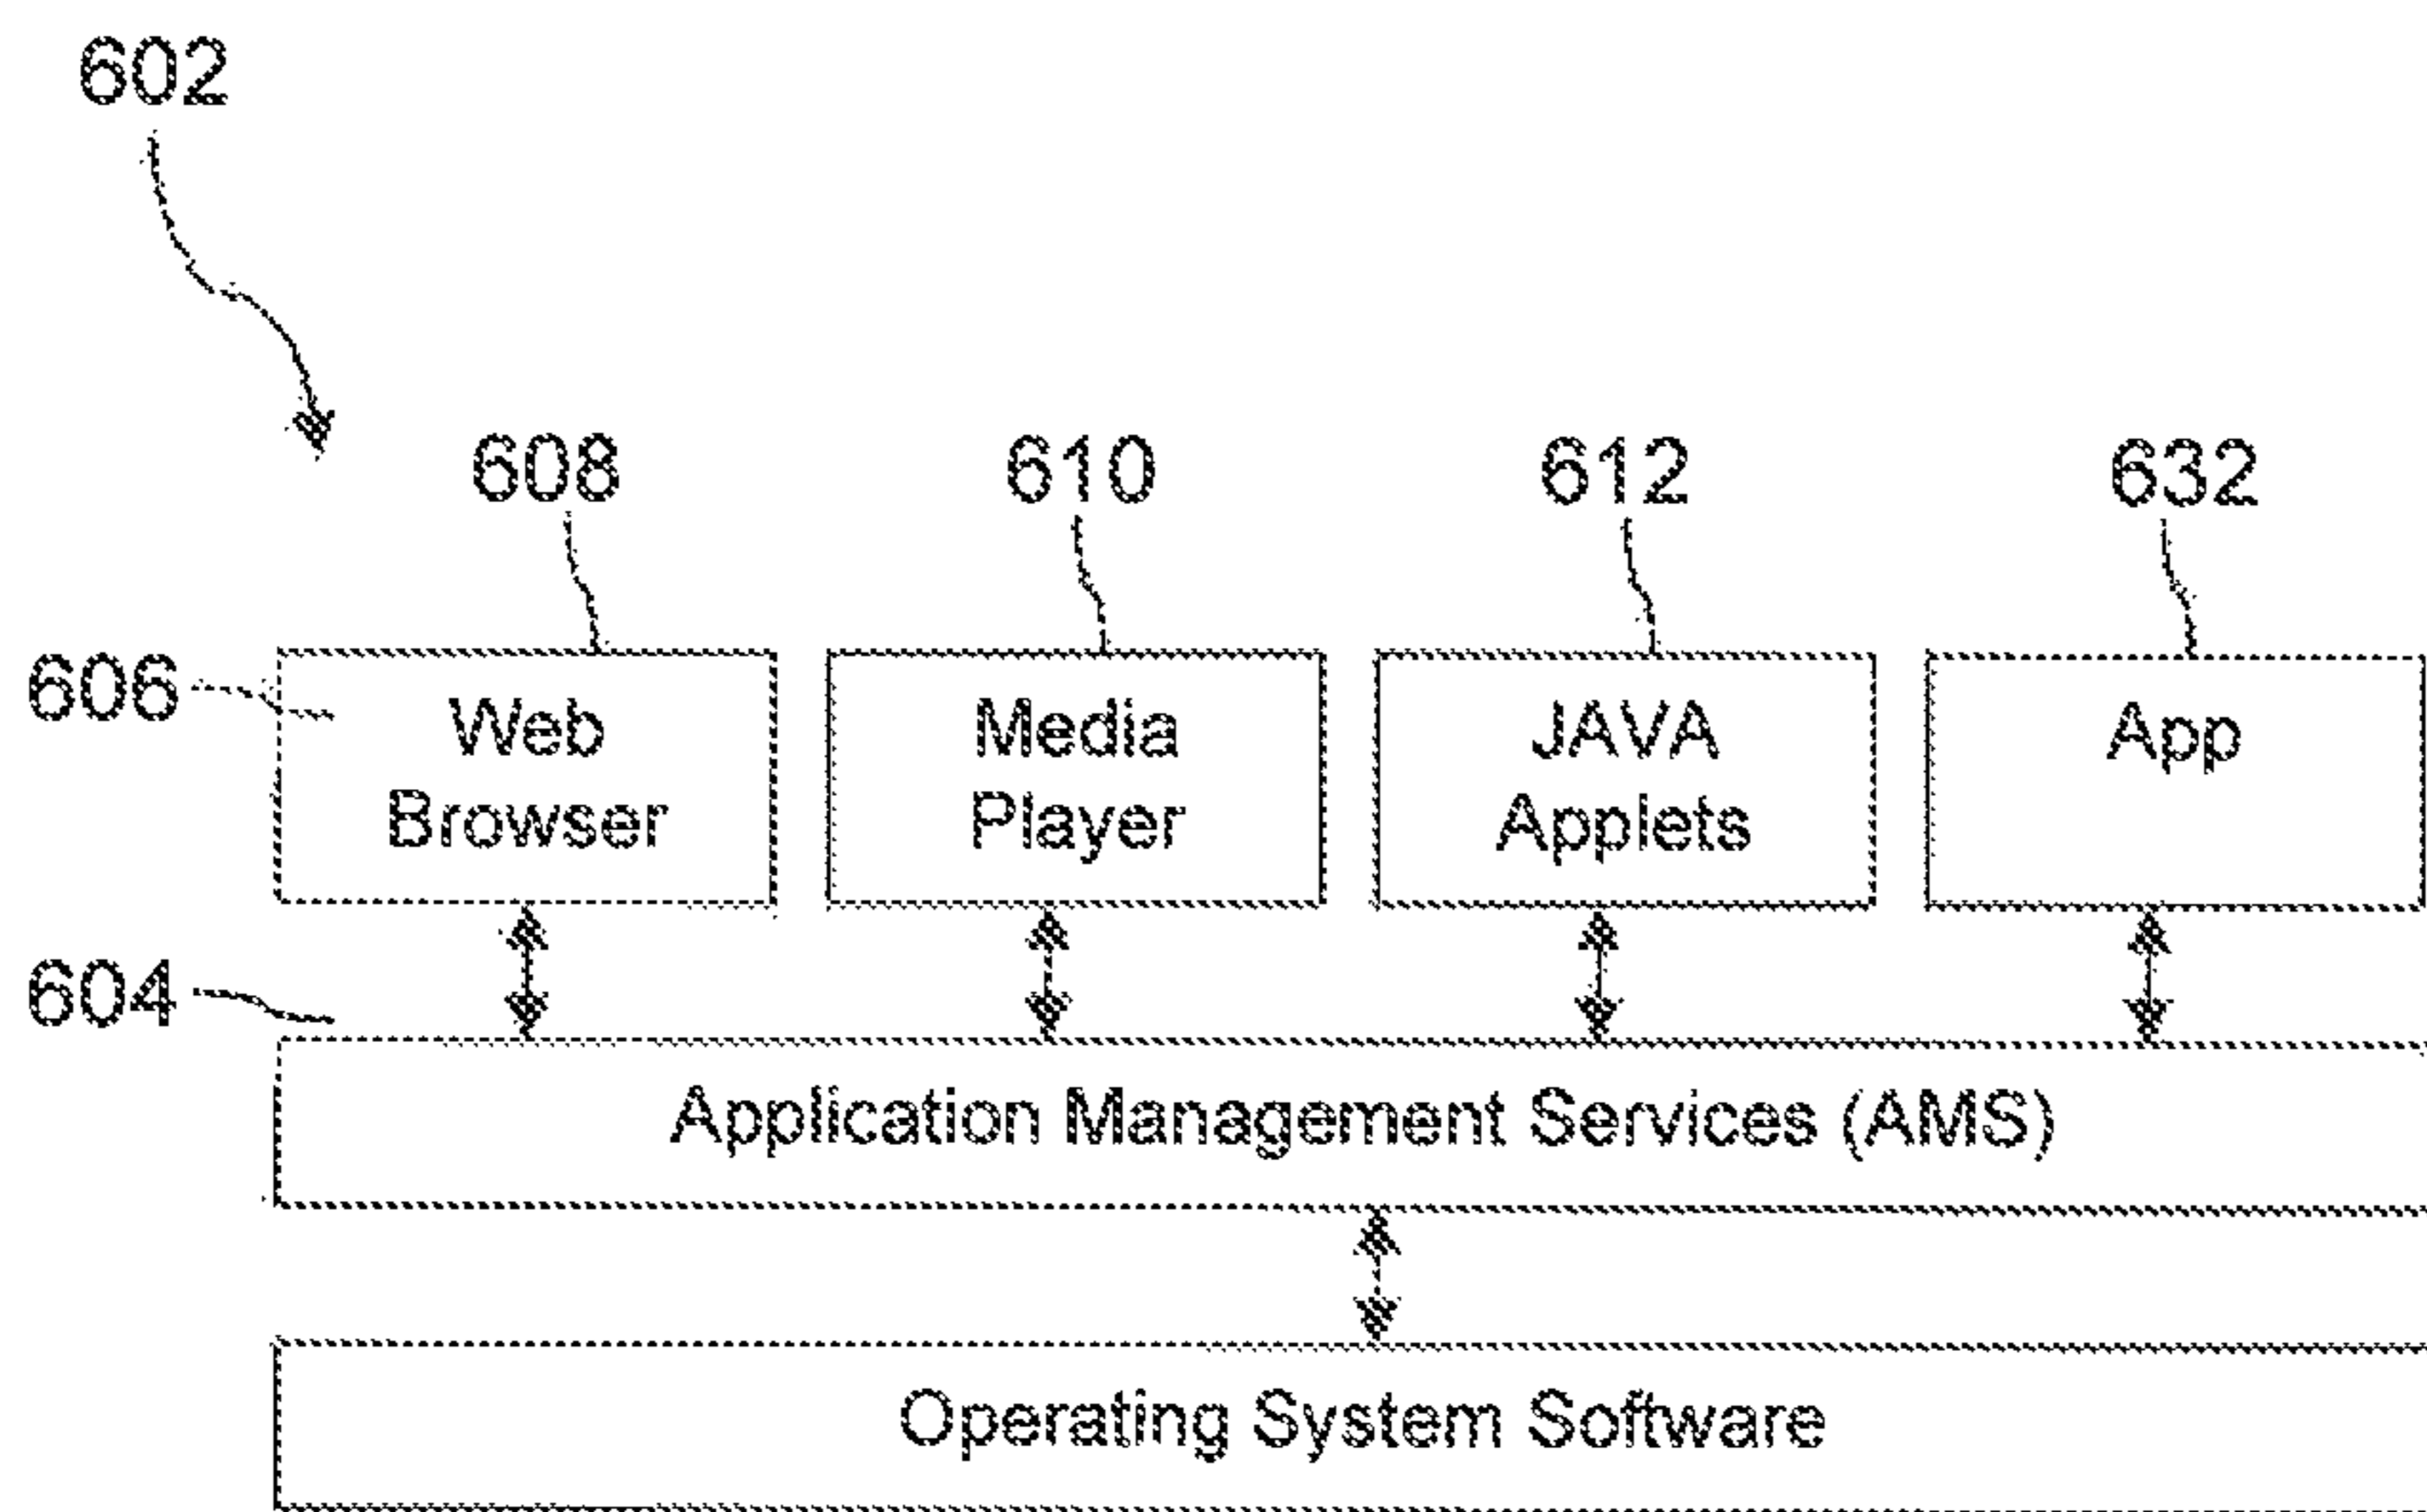 602
608 610 612 632
606 Web Browser Media Player JAVA Applets App
604
Application Management Services (AMS)
Operating System Software